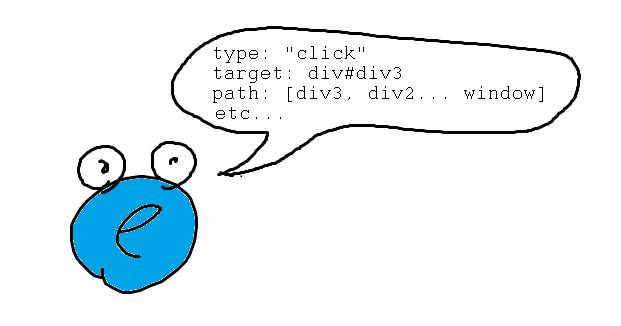 type: "click"
target: div#div3
path: [div3, div2... window]
etc...
e